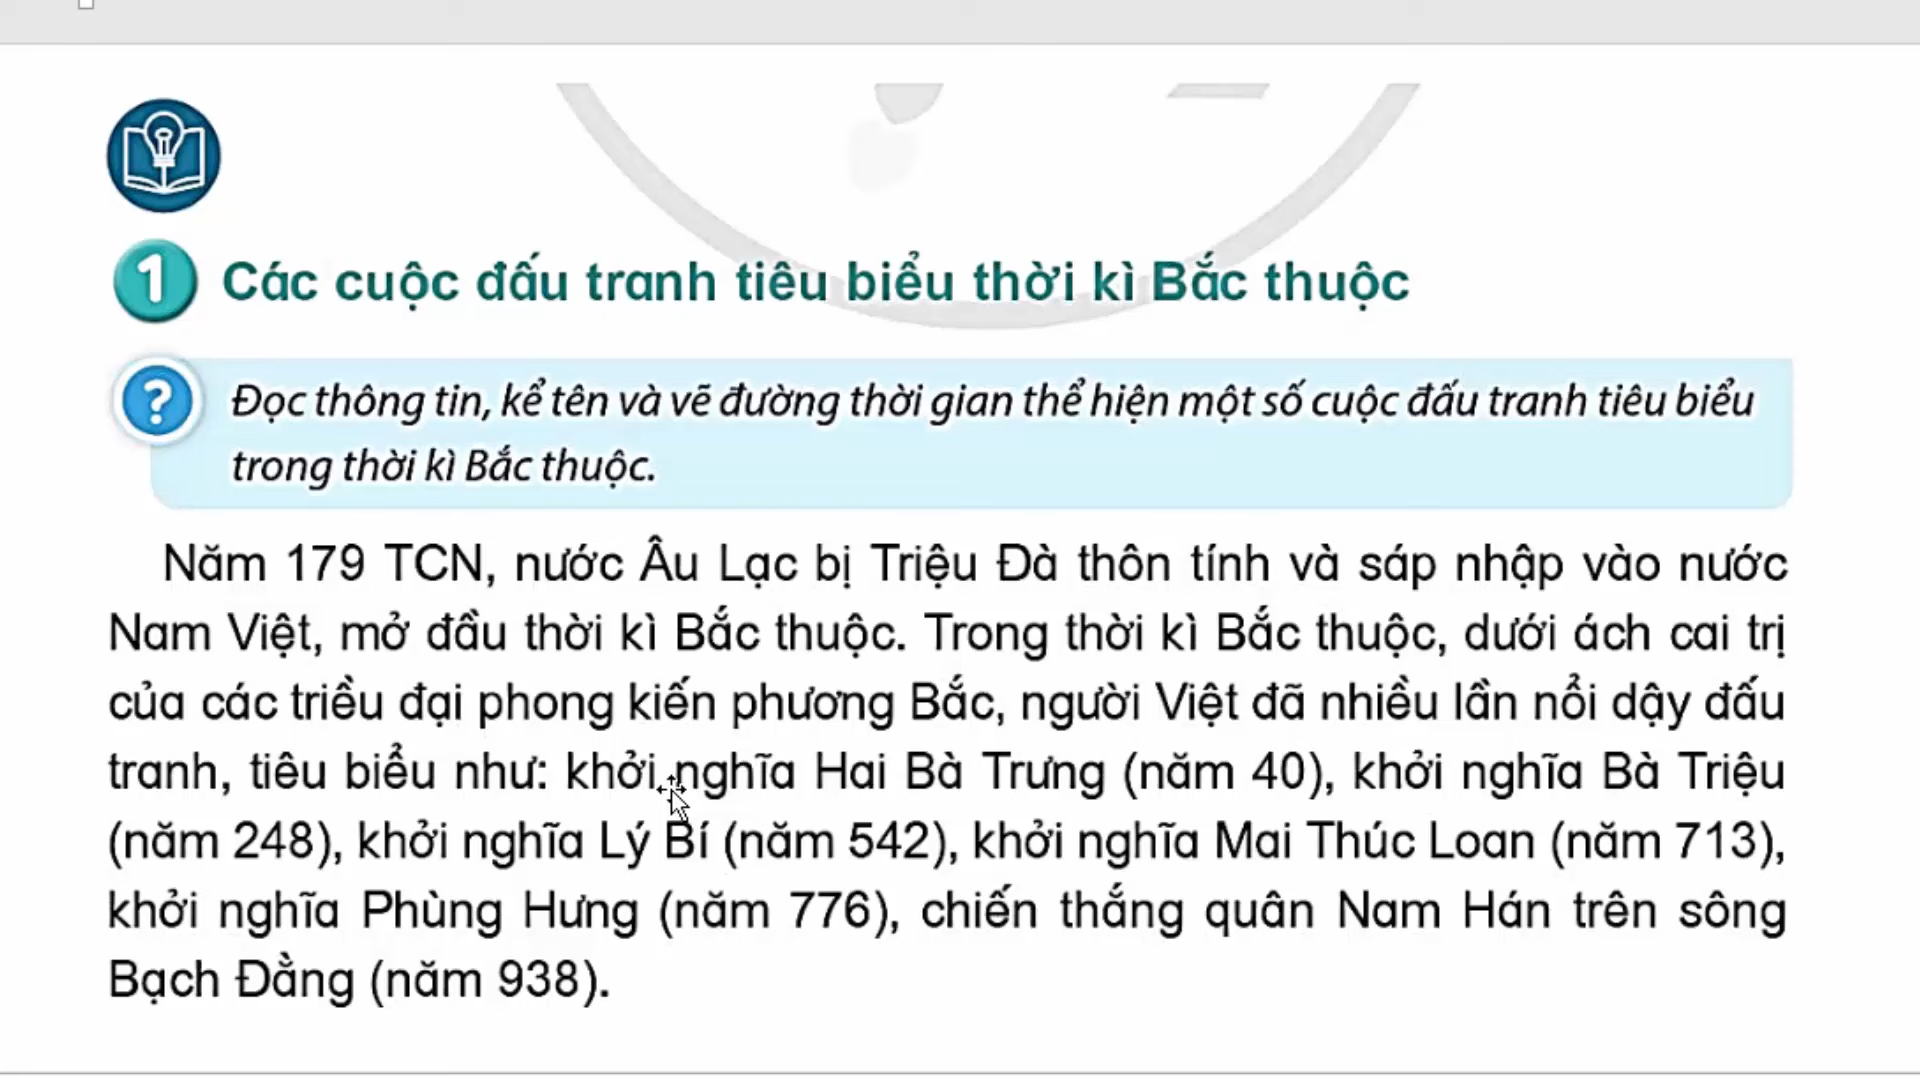 1 Các cuộc đấu tranh tiêu biểu thời kì Bắc thuộc
? Đọc thông tin, kể tên và vẽ đường thời gian thể hiện một số cuộc đấu tranh tiêu biểu
trong thời kì Bắc thuộc.
Năm 179 TCN, nước Âu Lạc bị Triệu Đà thôn tính và sáp nhập vào nước
Nam Việt, mở đầu thời kì Bắc thuộc. Trong thời kì Bắc thuộc, dưới ách cai trị
của các triều đại phong kiến phương Bắc, người Việt đã nhiều lần nổi dậy đấu
tranh, tiêu biểu như: khởi nghĩa Hai Bà Trưng (năm 40), khởi nghĩa Bà Triệu
(năm 248), khởi nghĩa Lý Bí (năm 542), khởi nghĩa Mai Thúc Loan (năm 713),
khởi nghĩa Phùng Hưng (năm 776), chiến thắng quân Nam Hán trên sông
Bạch Đằng (năm 938).